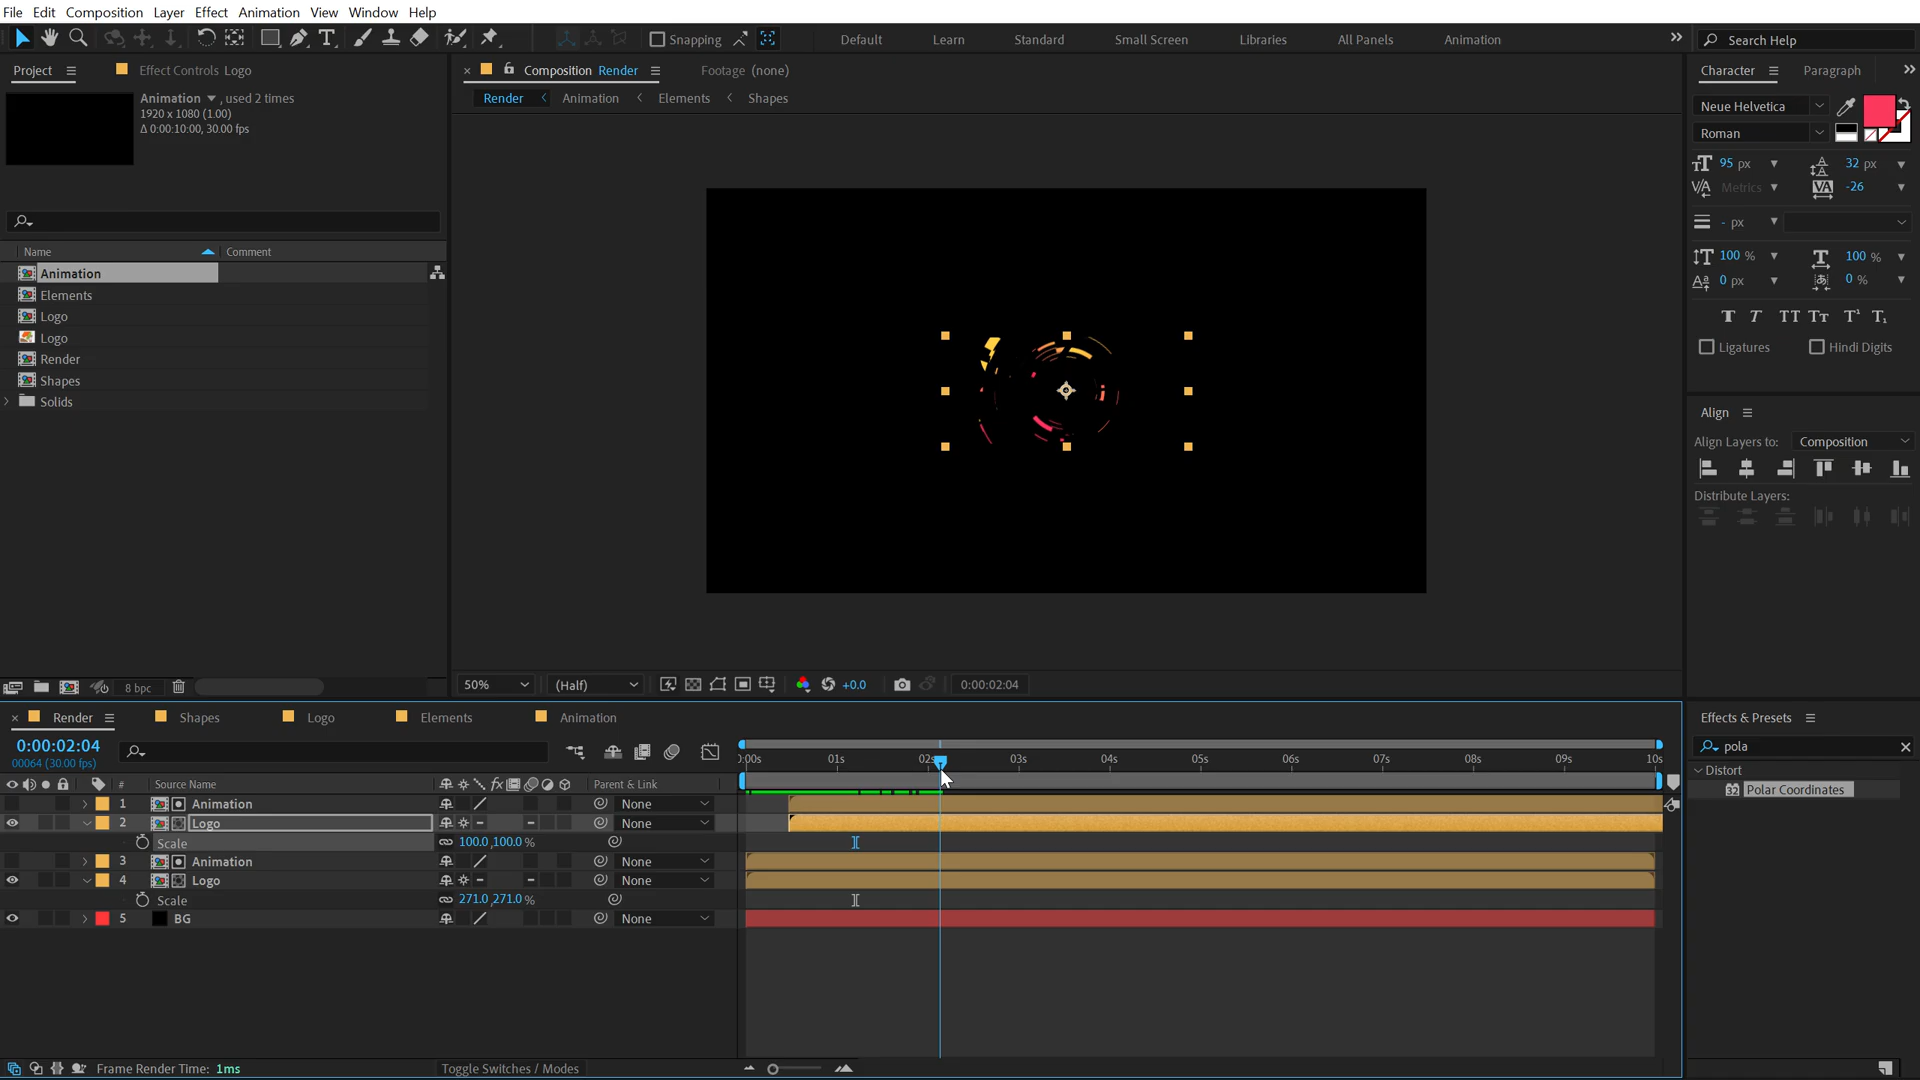 File Edit Composition Layer Effect Animation View Window Help
Snapping Default Learn Standard Small Screen Libraries All Panels Animation Search Help
Project Effect Controls Logo
Composition Render Footage (none)
Character Paragraph
Animation , used 2 times
1920 x 1080 (1.00)
Δ 0:00:10:00, 30.00 fps
Render Animation Elements Shapes
Neue Helvetica
Roman
95 px 32 px
Metrics -26
- px
100 % 100 %
0 px 0 %
Ligatures Hindi Digits
Align
Align Layers to: Composition
Distribute Layers:
Name Comment
Animation
Elements
Logo
Logo
Render
Shapes
Solids
8 bpc
50% (Half) +0.0 0:00:02:04
Render Shapes Logo Elements Animation
0:00:02:04
00064 (30.00 fps)
:00s 01s 02s 03s 04s 05s 06s 07s 08s 09s 10s
# Source Name Parent & Link
1 Animation None
2 Logo None
Scale 100.0,100.0 %
3 Animation None
4 Logo None
Scale 271.0,271.0 %
5 BG None
Frame Render Time: 1ms Toggle Switches / Modes
Effects & Presets
pola
Distort
32 Polar Coordinates